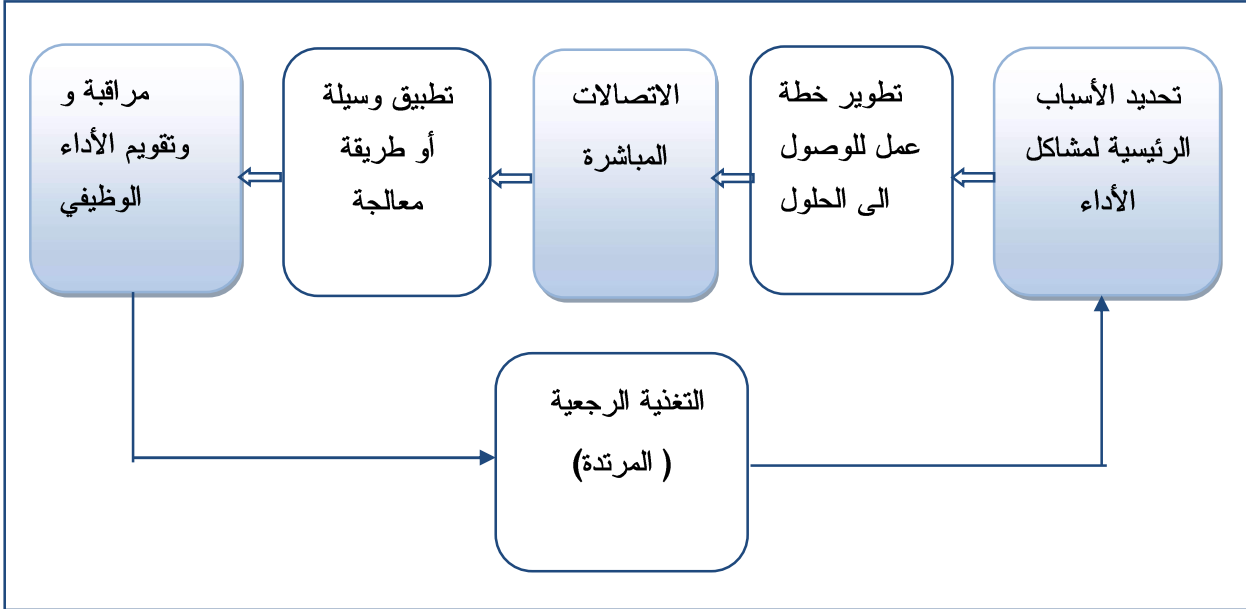 تحديد الأسباب
الرئيسية لمشاكل
الأداء
تطوير خطة
عمل للوصول
الى الحلول
الاتصالات
المباشرة
تطبيق وسيلة
أو طريقة
معالجة
مراقبة و
وتقويم الأداء
الوظيفي
التغنية الرجعية
( المرتدة)